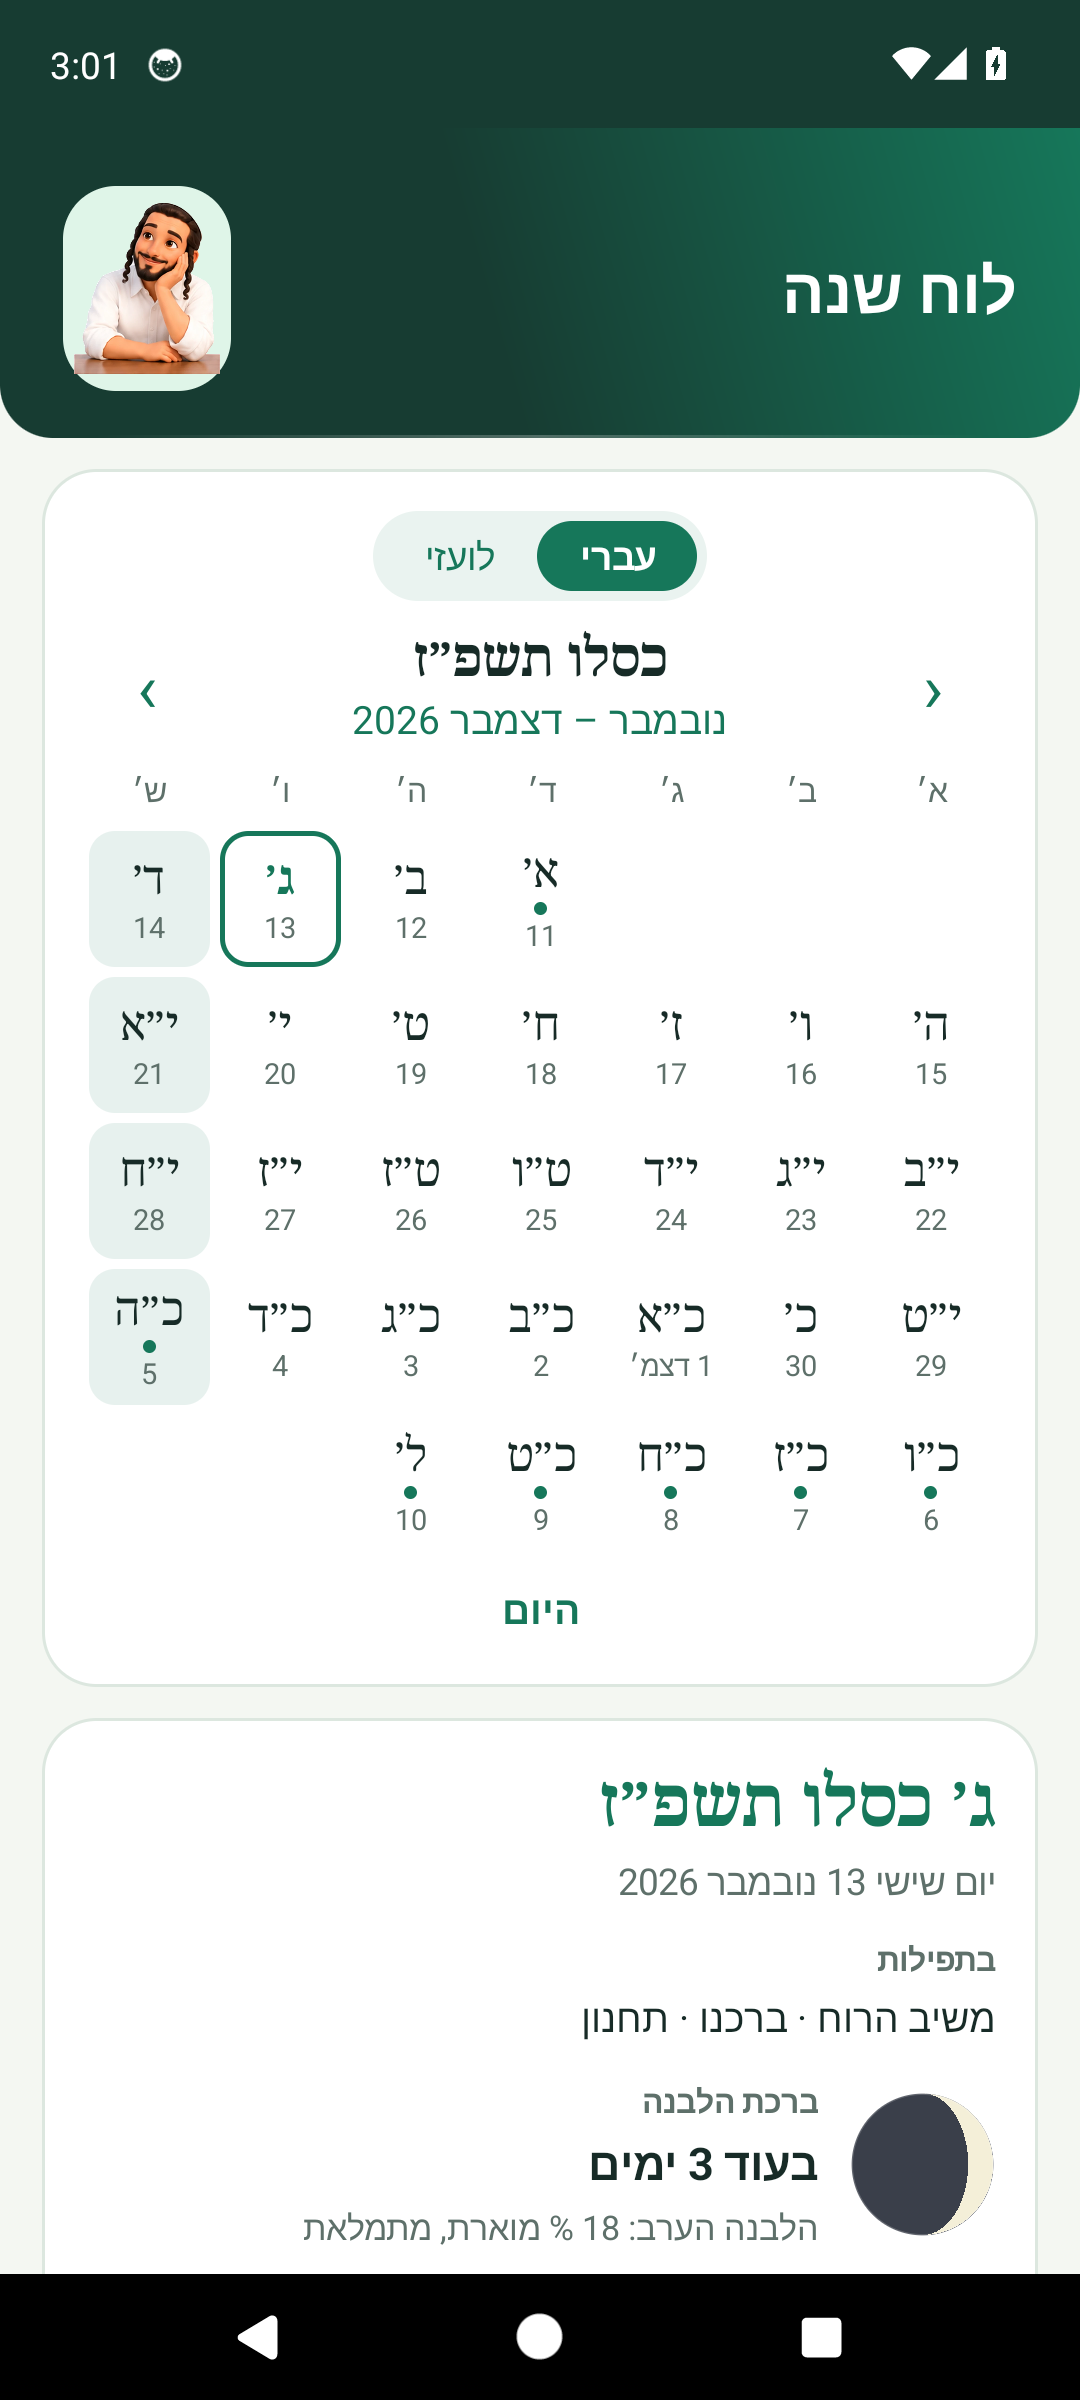 3:01
לוח שנה
עברי לועזי
כסלו תשפ״ז
נובמבר – דצמבר 2026
א׳ ב׳ ג׳ ד׳ ה׳ ו׳ ש׳
א׳ ב׳ ג׳ ד׳
11 12 13 14
ה׳ ו׳ ז׳ ח׳ ט׳ י׳ י״א
15 16 17 18 19 20 21
י״ב י״ג י״ד ט״ו ט״ז י״ז י״ח
22 23 24 25 26 27 28
י״ט כ׳ כ״א כ״ב כ״ג כ״ד כ״ה
29 30 1 דצמ׳ 2 3 4 5
כ״ו כ״ז כ״ח כ״ט ל׳
6 7 8 9 10
היום
ג׳ כסלו תשפ״ז
יום שישי 13 נובמבר 2026
בתפילות
משיב הרוח · ברכנו · תחנון
ברכת הלבנה
בעוד 3 ימים
הלבנה הערב: 18 % מוארת, מתמלאת